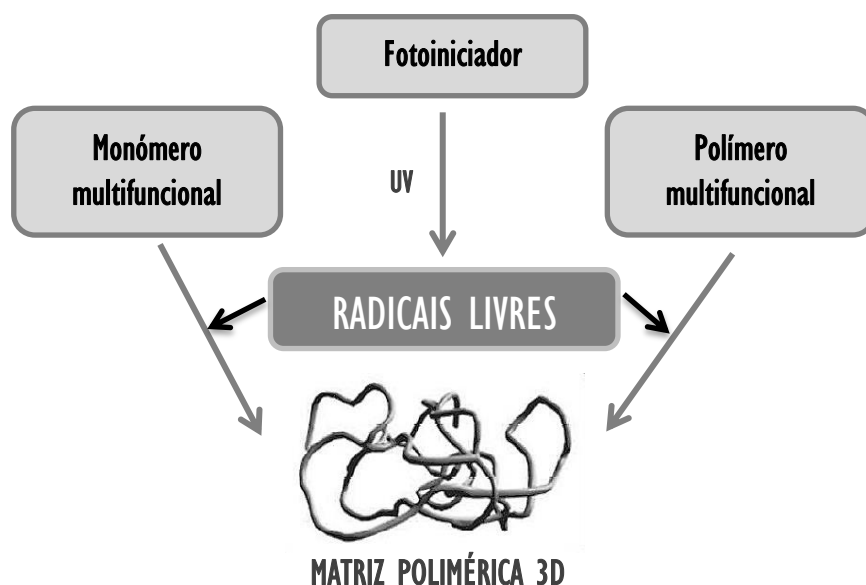 Fotoiniciador
Monómero
multifuncional
UV
Polímero
multifuncional
RADICAIS LIVRES
MATRIZ POLIMÉRICA 3D